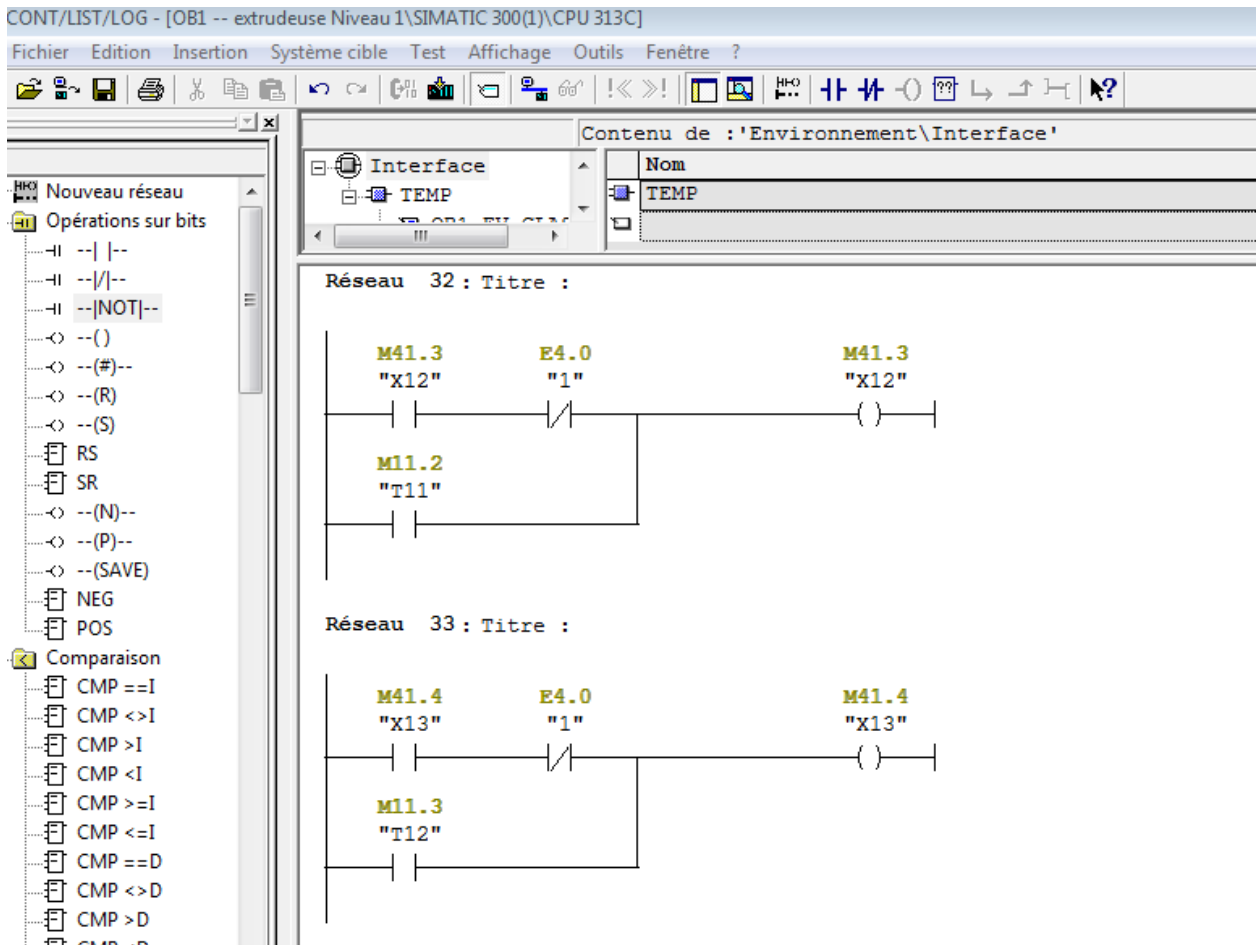 CONT/LIST/LOG - [OB1 -- extrudeuse Niveau 1\SIMATIC 300(1)\CPU 313C]
Fichier Edition Insertion Système cible Test Affichage Outils Fenêtre ?
Contenu de :'Environnement\Interface'
Interface
TEMP
Nom
TEMP
Nouveau réseau
Opérations sur bits
--| |--
--|/|--
--|NOT|--
--( )
--(#)--
--(R)
--(S)
RS
SR
--(N)--
--(P)--
--(SAVE)
NEG
POS
Comparaison
CMP ==I
CMP <>I
CMP >I
CMP <I
CMP >=I
CMP <=I
CMP ==D
CMP <>D
CMP >D
Réseau 32 : Titre :
M41.3 E4.0 M41.3
"X12" "1" "X12"
M11.2
"T11"
Réseau 33 : Titre :
M41.4 E4.0 M41.4
"X13" "1" "X13"
M11.3
"T12"